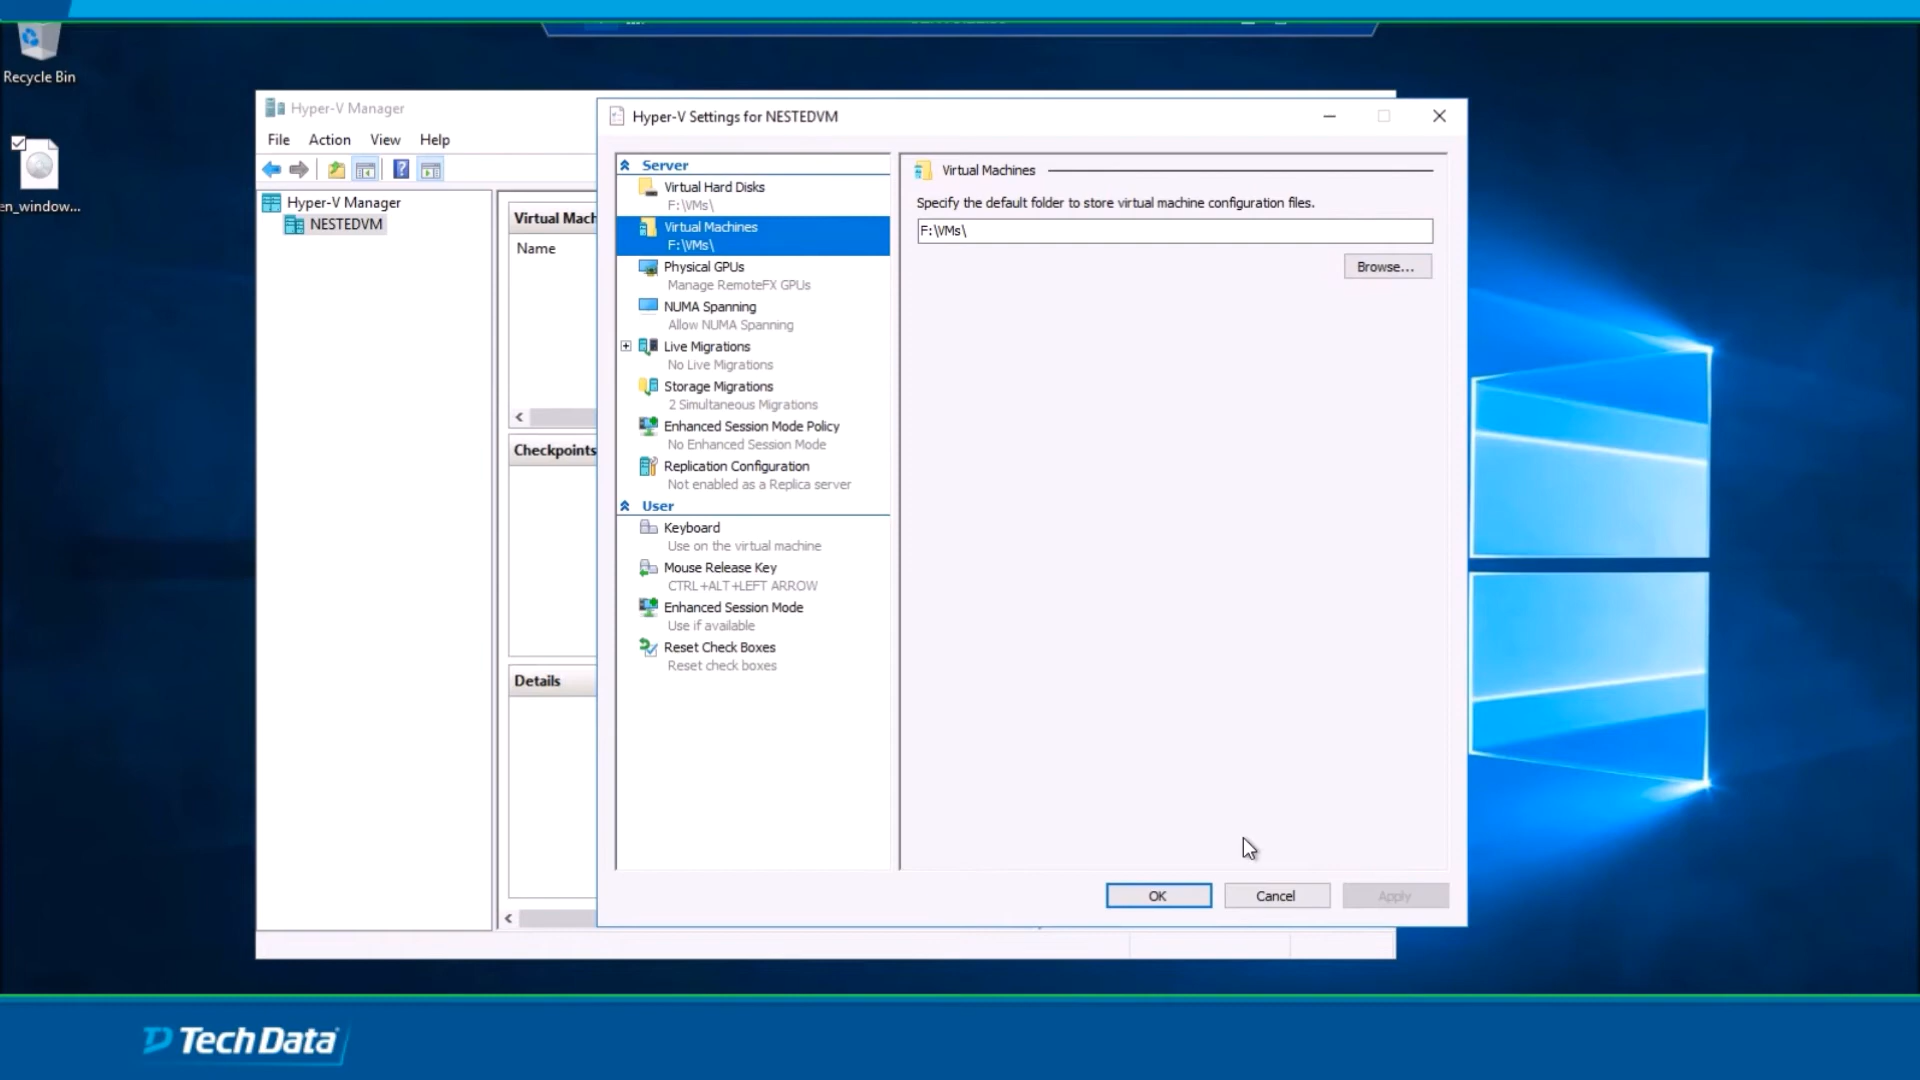 Recycle Bin
en_window...
Hyper-V Manager
File Action View Help
Hyper-V Manager
NESTEDVM
Virtual Mach
Name
Checkpoints
Details
Hyper-V Settings for NESTEDVM
Server
Virtual Hard Disks
F:\VMs\
Virtual Machines
F:\VMs\
Physical GPUs
Manage RemoteFX GPUs
NUMA Spanning
Allow NUMA Spanning
Live Migrations
No Live Migrations
Storage Migrations
2 Simultaneous Migrations
Enhanced Session Mode Policy
No Enhanced Session Mode
Replication Configuration
Not enabled as a Replica server
User
Keyboard
Use on the virtual machine
Mouse Release Key
CTRL+ALT+LEFT ARROW
Enhanced Session Mode
Use if available
Reset Check Boxes
Reset check boxes
Virtual Machines
Specify the default folder to store virtual machine configuration files.
F:\VMs\
Browse...
OK Cancel Apply
Tech Data